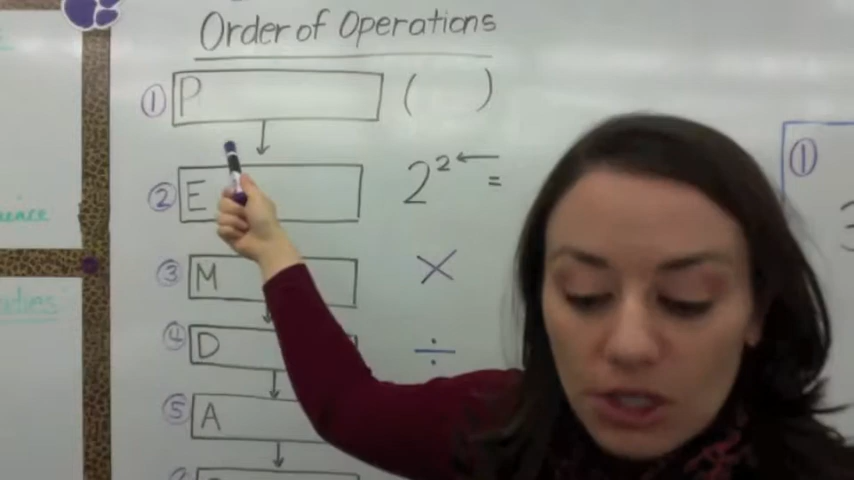 Order of Operations
① P ( )
② E 2² =
③ M ×
④ D ÷
⑤ A
①